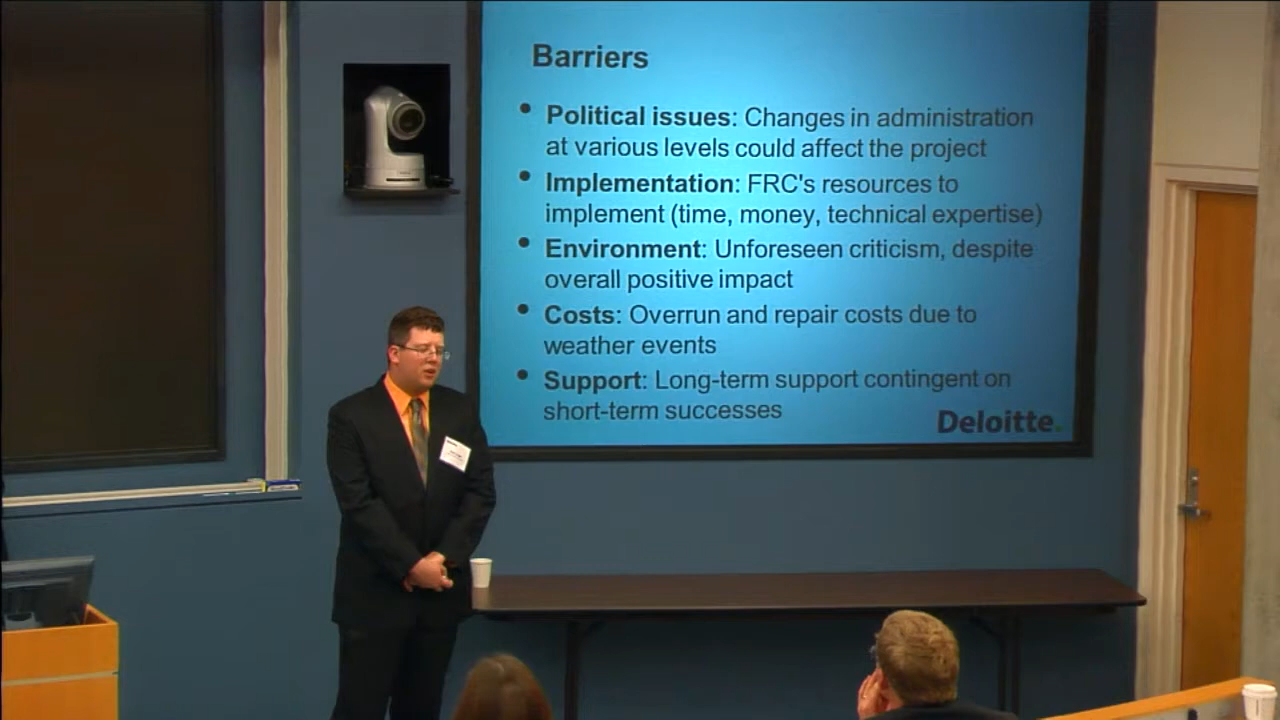 Barriers
• Political issues: Changes in administration
at various levels could affect the project
• Implementation: FRC's resources to
implement (time, money, technical expertise)
• Environment: Unforeseen criticism, despite
overall positive impact
• Costs: Overrun and repair costs due to
weather events
• Support: Long-term support contingent on
short-term successes
Deloitte.